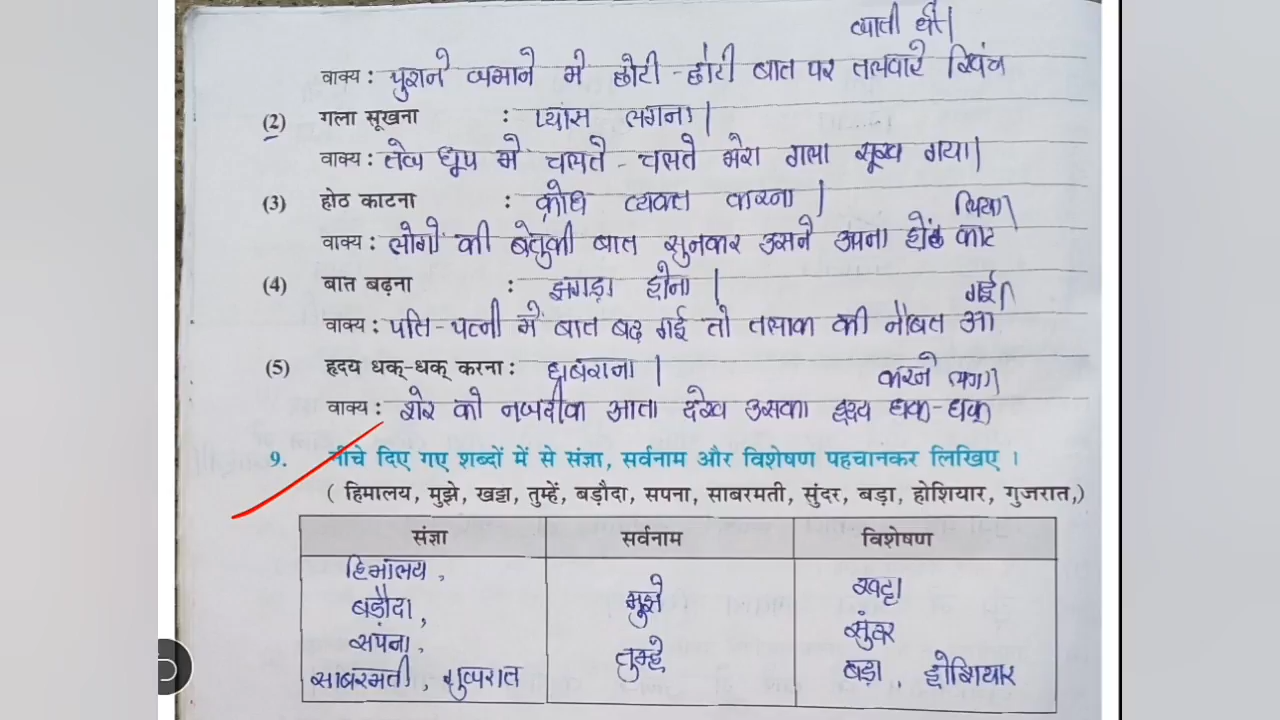 जाती थी।
वाक्य : पुराने जमाने मे छोटी-छोटी बात पर तलवारे खिंच
(2) गला सूखना : प्यास लगना।
वाक्य : तेज धूप मे चलते-चलते मेरा गला सूख गया।
(3) होठ काटना : क्रोध व्यक्त करना।
लिया।
वाक्य : लोगों की बेतुकी बात सुनकर उसने अपना होंठ काट
(4) बात बढ़ना : झगड़ा होना।
गई।
वाक्य : पति-पत्नी में बात बढ़ गई तो तलाक की नौबत आ
(5) हृदय धक्-धक् करना : घबराना।
करने लगा।
वाक्य : शेर को नजदीक आता देख उसका हृदय धक्-धक्
9. नीचे दिए गए शब्दों में से संज्ञा, सर्वनाम और विशेषण पहचानकर लिखिए ।
( हिमालय, मुझे, खट्टा, तुम्हें, बड़ौदा, सपना, साबरमती, सुंदर, बड़ा, होशियार, गुजरात,)
संज्ञा सर्वनाम विशेषण
हिमालय,
बड़ौदा, मुझे खट्टा
सपना, तुम्हे सुंदर
साबरमती, गुजरात बड़ा, होशियार